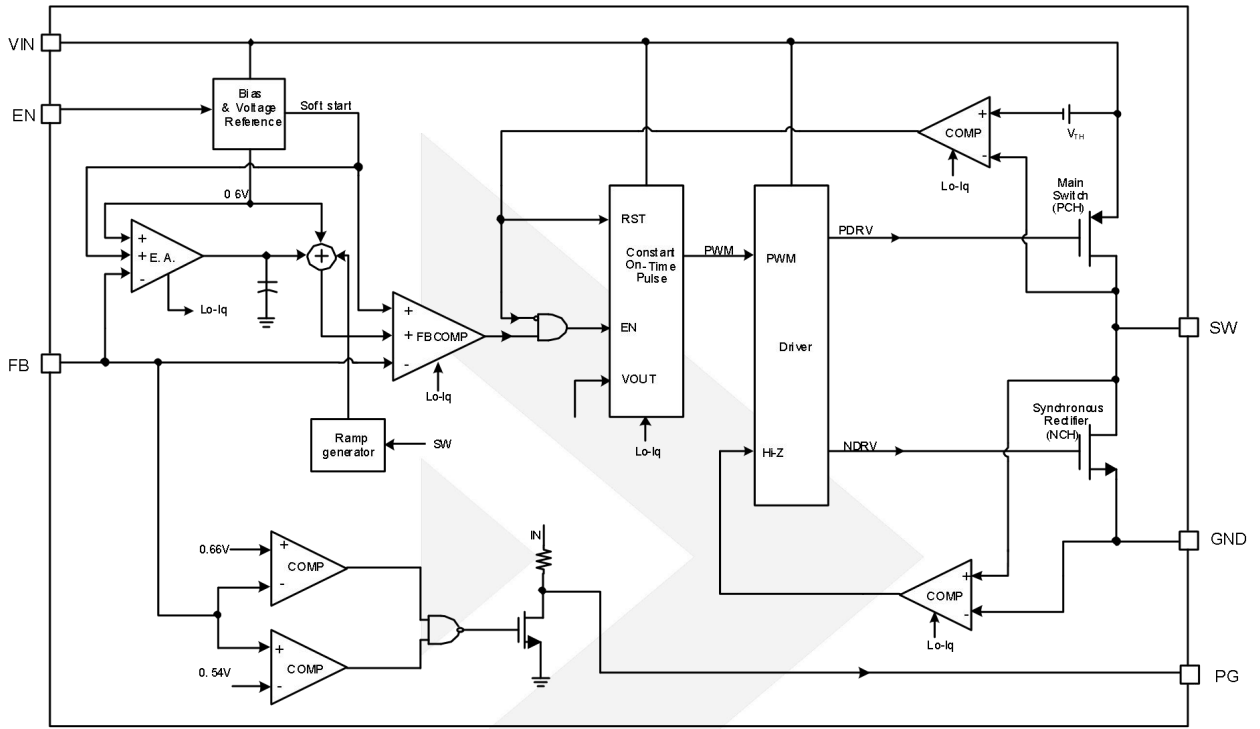 VIN
EN
Bias
& Voltage
Reference
Soft start
0.6V
+
+ E.A.
-
Lo-Iq
+
FB
+
+ FBCOMP
-
Lo-Iq
Ramp
generator
SW
RST
Constant
On-Time
Pulse
EN
VOUT
Lo-Iq
PWM
PWM
Driver
Hi-Z
COMP
+
-
Lo-Iq
VTH
Main
Switch
(PCH)
PDRV
SW
Synchronous
Rectifier
(NCH)
NDRV
GND
COMP
+
-
Lo-Iq
0.66V
+
COMP
-
+
COMP
0.54V
-
IN
PG